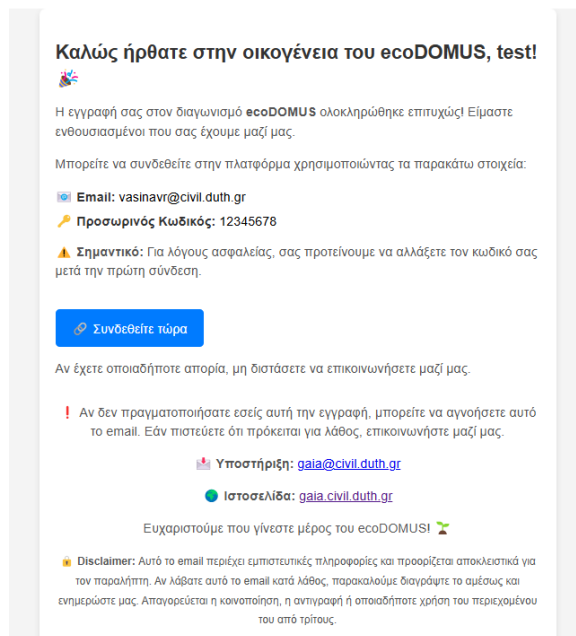 Καλώς ήρθατε στην οικογένεια του ecoDOMUS, test!
🎉
Η εγγραφή σας στον διαγωνισμό ecoDOMUS ολοκληρώθηκε επιτυχώς! Είμαστε
ενθουσιασμένοι που σας έχουμε μαζί μας.
Μπορείτε να συνδεθείτε στην πλατφόρμα χρησιμοποιώντας τα παρακάτω στοιχεία:
📧 Email: vasinavr@civil.duth.gr
🔑 Προσωρινός Κωδικός: 12345678
⚠️ Σημαντικό: Για λόγους ασφαλείας, σας προτείνουμε να αλλάξετε τον κωδικό σας
μετά την πρώτη σύνδεση.
🔗 Συνδεθείτε τώρα
Αν έχετε οποιαδήποτε απορία, μη διστάσετε να επικοινωνήσετε μαζί μας.
❗ Αν δεν πραγματοποιήσατε εσείς αυτή την εγγραφή, μπορείτε να αγνοήσετε αυτό
το email. Εάν πιστεύετε ότι πρόκειται για λάθος, επικοινωνήστε μαζί μας.
📩 Υποστήριξη: gaia@civil.duth.gr
🌍 Ιστοσελίδα: gaia.civil.duth.gr
Ευχαριστούμε που γίνεστε μέρος του ecoDOMUS! 🌱
🔒 Disclaimer: Αυτό το email περιέχει εμπιστευτικές πληροφορίες και προορίζεται αποκλειστικά για
τον παραλήπτη. Αν λάβατε αυτό το email κατά λάθος, παρακαλούμε διαγράψτε το αμέσως και
ενημερώστε μας. Απαγορεύεται η κοινοποίηση, η αντιγραφή ή οποιαδήποτε χρήση του περιεχομένου
του από τρίτους.